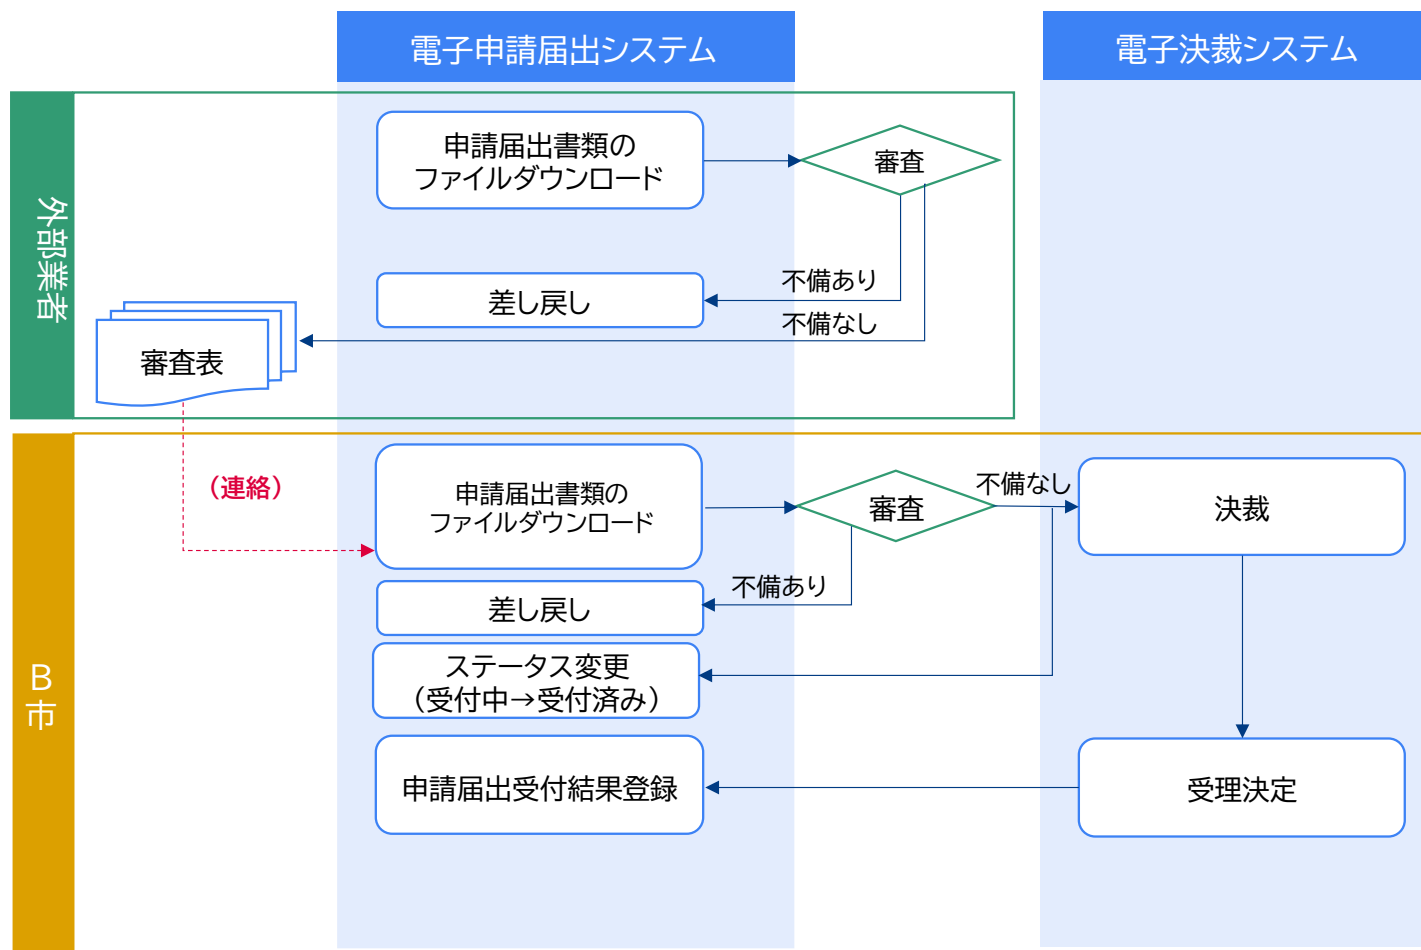 電子申請届出システム
電子決裁システム
外部業者
申請届出書類の
ファイルダウンロード
審査
不備あり
差し戻し
不備なし
審査表
B市
（連絡）
申請届出書類の
ファイルダウンロード
審査
不備なし
決裁
不備あり
差し戻し
ステータス変更
（受付中→受付済み）
申請届出受付結果登録
受理決定